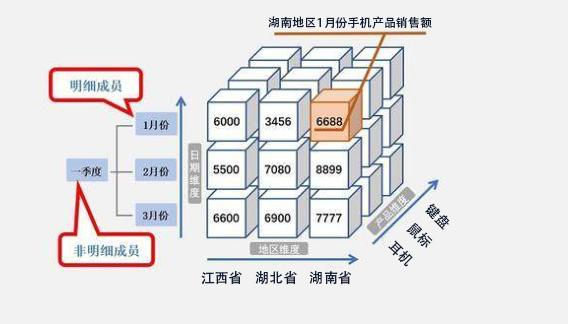 湖南地区1月份手机产品销售额
明细成员
1月份
6000 3456 6688
一季度
2月份
日期维度
5500 7080 8899
3月份
6600 6900 7777
非明细成员
地区维度
产品维度
江西省 湖北省 湖南省
键盘
鼠标
耳机